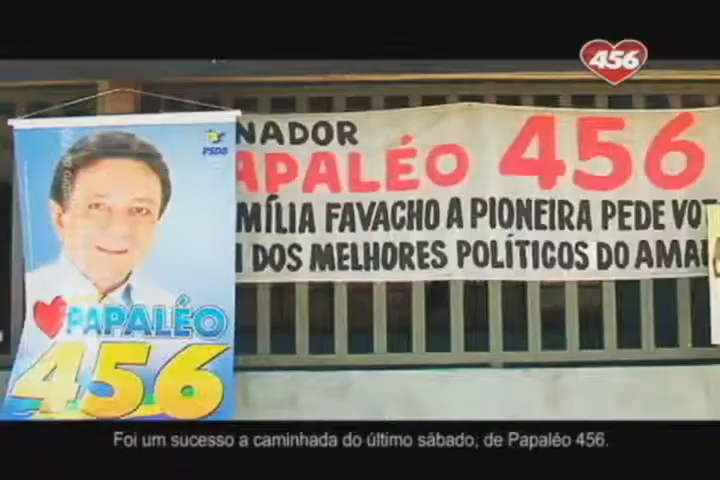 456
PSDB
NADOR
APALÉO 456
MÍLIA FAVACHO A PIONEIRA PEDE VOT
DOS MELHORES POLÍTICOS DO AMA
PAPALÉO
456
Foi um sucesso a caminhada do último sábado, de Papaléo 456.